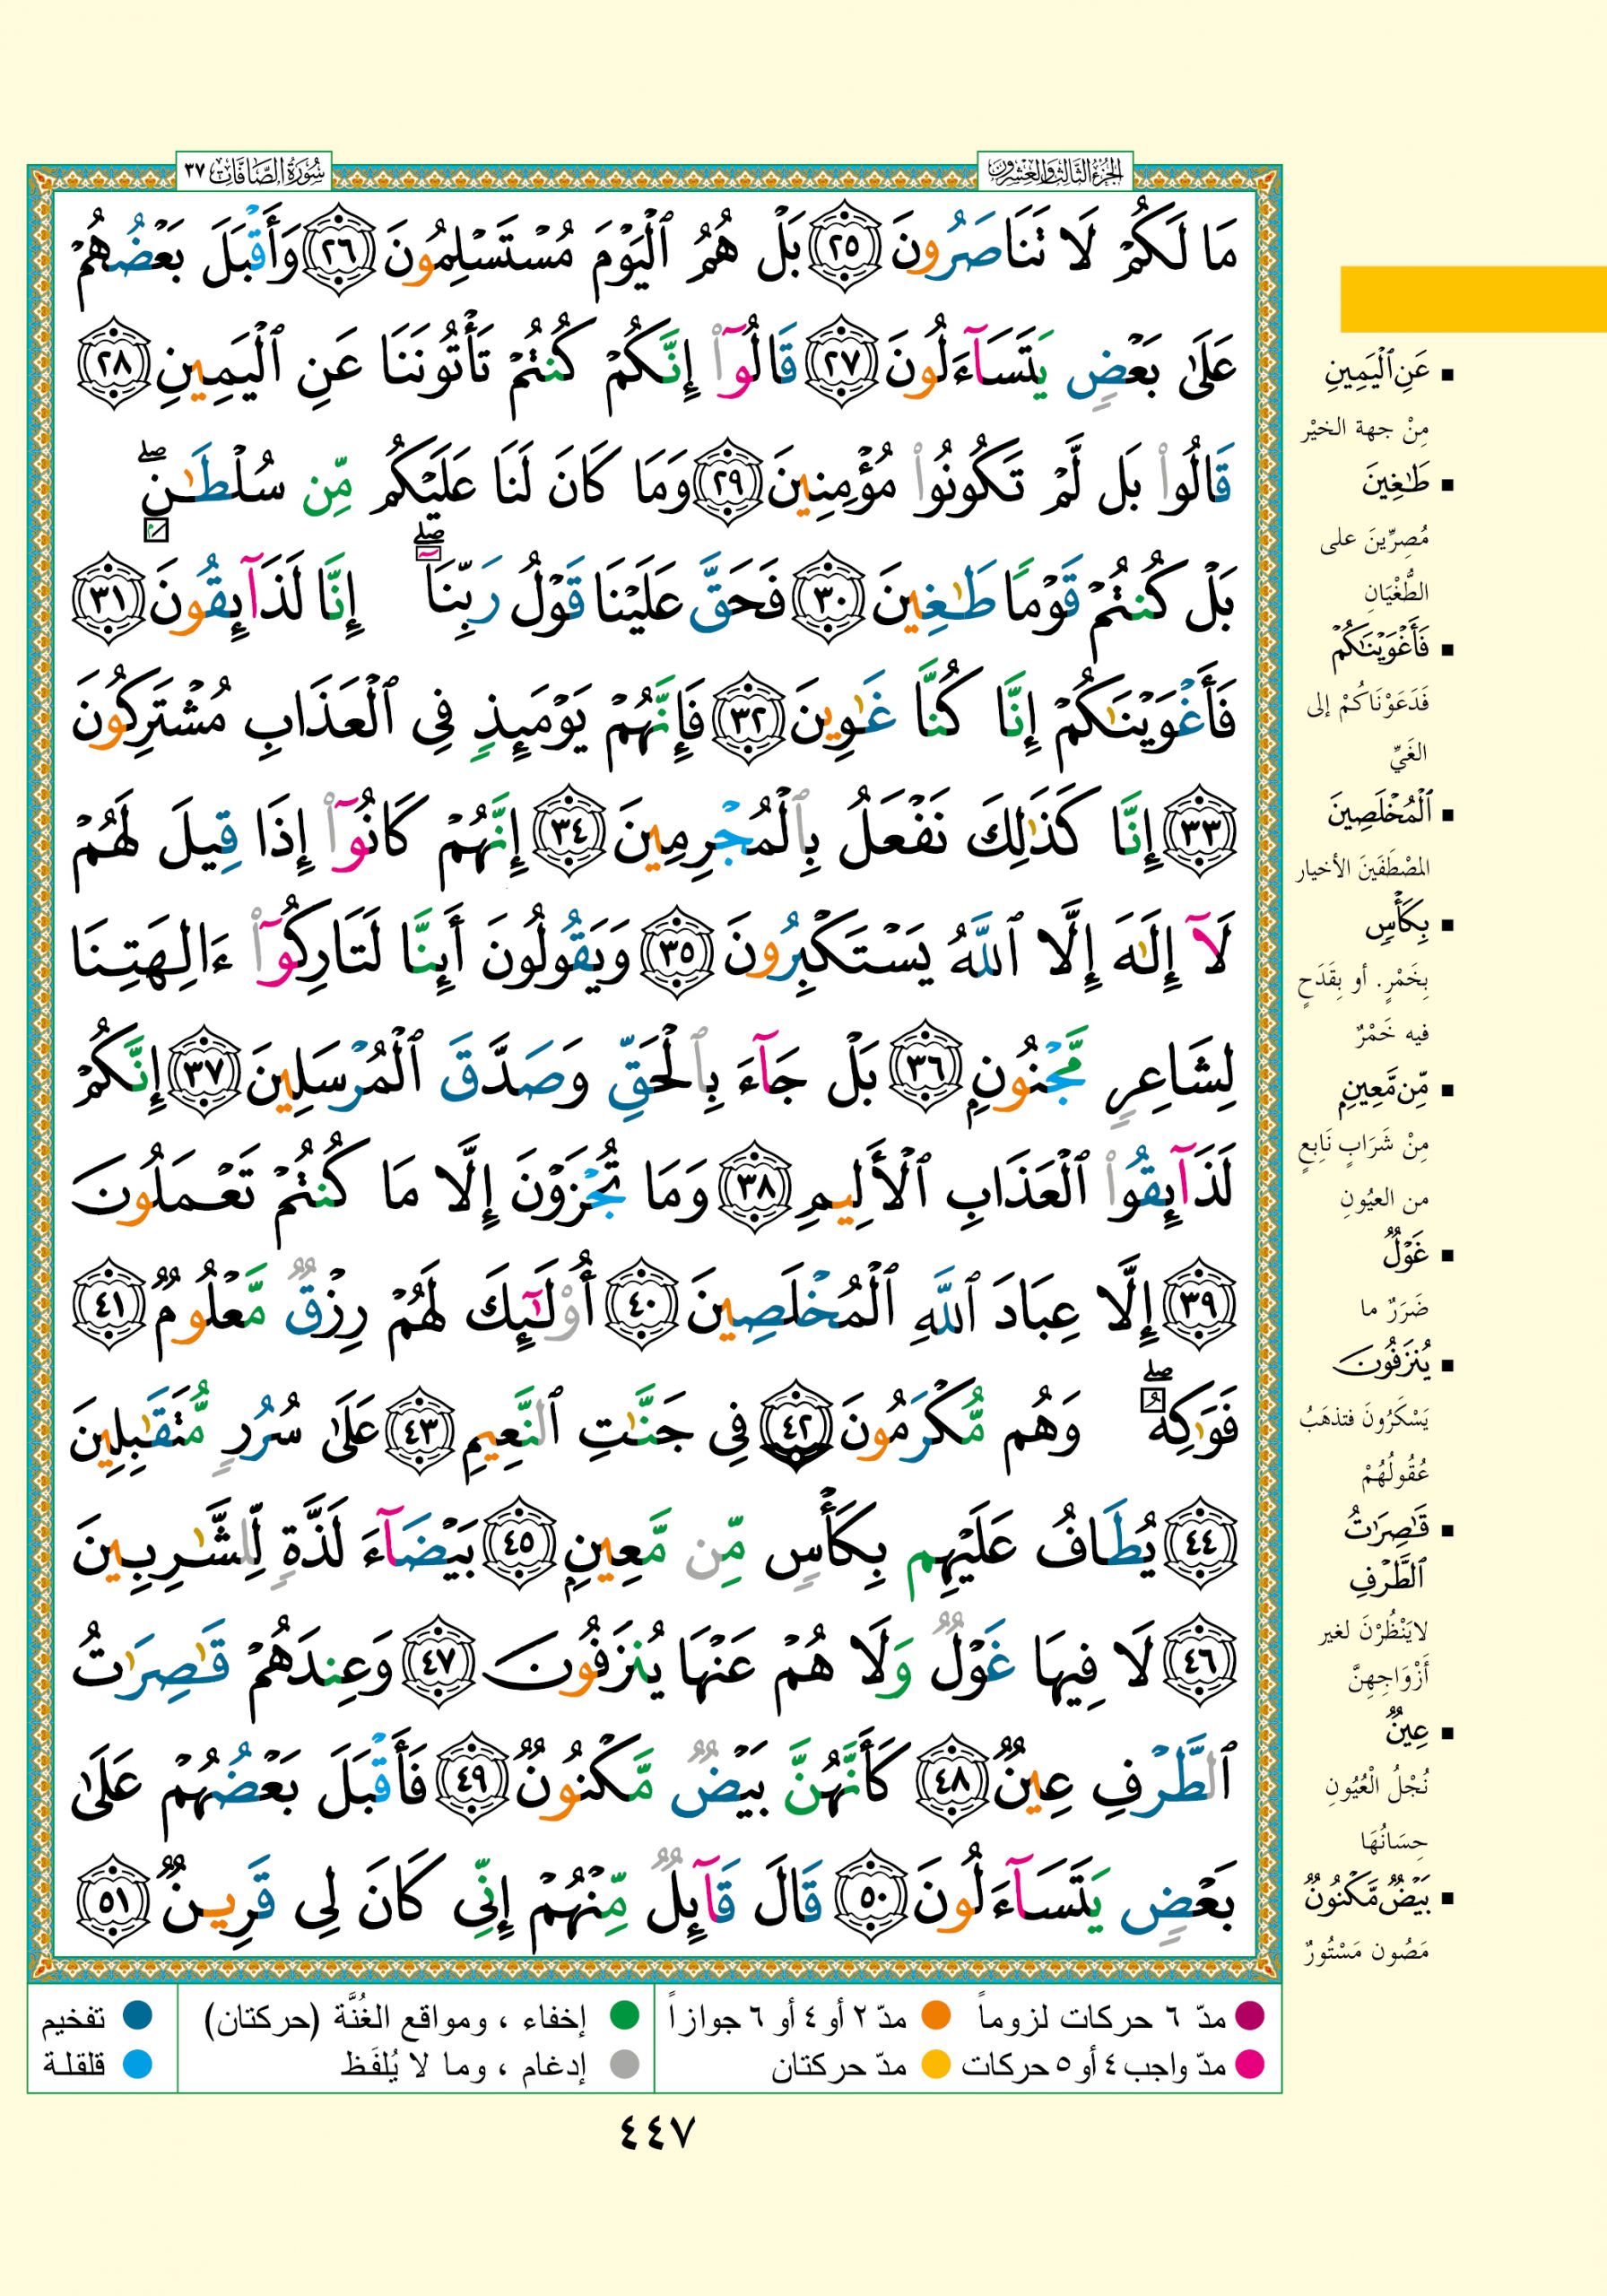 الجزء الثالث والعشرون
سُورَةُ الصَّافَّات ٣٧
مَا لَكُمْ لَا تَنَاصَرُونَ ٢٥ بَلْ هُمُ ٱلْيَوْمَ مُسْتَسْلِمُونَ ٢٦ وَأَقْبَلَ بَعْضُهُمْ
عَلَىٰ بَعْضٍ يَتَسَآءَلُونَ ٢٧ قَالُوٓا۟ إِنَّكُمْ كُنتُمْ تَأْتُونَنَا عَنِ ٱلْيَمِينِ ٢٨
قَالُوا۟ بَل لَّمْ تَكُونُوا۟ مُؤْمِنِينَ ٢٩ وَمَا كَانَ لَنَا عَلَيْكُم مِّن سُلْطَـٰنٍۭ ۖ
بَلْ كُنتُمْ قَوْمًا طَـٰغِينَ ٣٠ فَحَقَّ عَلَيْنَا قَوْلُ رَبِّنَآ ۖ إِنَّا لَذَآئِقُونَ ٣١
فَأَغْوَيْنَـٰكُمْ إِنَّا كُنَّا غَـٰوِينَ ٣٢ فَإِنَّهُمْ يَوْمَئِذٍ فِى ٱلْعَذَابِ مُشْتَرِكُونَ
٣٣ إِنَّا كَذَٰلِكَ نَفْعَلُ بِٱلْمُجْرِمِينَ ٣٤ إِنَّهُمْ كَانُوٓا۟ إِذَا قِيلَ لَهُمْ
لَآ إِلَـٰهَ إِلَّا ٱللَّهُ يَسْتَكْبِرُونَ ٣٥ وَيَقُولُونَ أَئِنَّا لَتَارِكُوٓا۟ ءَالِهَتِنَا
لِشَاعِرٍ مَّجْنُونٍۭ ٣٦ بَلْ جَآءَ بِٱلْحَقِّ وَصَدَّقَ ٱلْمُرْسَلِينَ ٣٧ إِنَّكُمْ
لَذَآئِقُوا۟ ٱلْعَذَابِ ٱلْأَلِيمِ ٣٨ وَمَا تُجْزَوْنَ إِلَّا مَا كُنتُمْ تَعْمَلُونَ
٣٩ إِلَّا عِبَادَ ٱللَّهِ ٱلْمُخْلَصِينَ ٤٠ أُو۟لَـٰٓئِكَ لَهُمْ رِزْقٌ مَّعْلُومٌ ٤١
فَوَٰكِهُ ۖ وَهُم مُّكْرَمُونَ ٤٢ فِى جَنَّـٰتِ ٱلنَّعِيمِ ٤٣ عَلَىٰ سُرُرٍ مُّتَقَـٰبِلِينَ
٤٤ يُطَافُ عَلَيْهِم بِكَأْسٍ مِّن مَّعِينٍۭ ٤٥ بَيْضَآءَ لَذَّةٍ لِّلشَّـٰرِبِينَ
٤٦ لَا فِيهَا غَوْلٌ وَلَا هُمْ عَنْهَا يُنزَفُونَ ٤٧ وَعِندَهُمْ قَـٰصِرَٰتُ
ٱلطَّرْفِ عِينٌ ٤٨ كَأَنَّهُنَّ بَيْضٌ مَّكْنُونٌ ٤٩ فَأَقْبَلَ بَعْضُهُمْ عَلَىٰ
بَعْضٍ يَتَسَآءَلُونَ ٥٠ قَالَ قَآئِلٌ مِّنْهُمْ إِنِّى كَانَ لِى قَرِينٌ ٥١
عَنِ ٱلْيَمِينِ
مِنْ جهة الخيْر
طَـٰغِينَ
مُصِرِّينَ على
الطُّغْيَانِ
فَأَغْوَيْنَـٰكُمْ
فَدَعَوْنَاكُمْ إلى
الغَيِّ
ٱلْمُخْلَصِينَ
المصْطَفَينَ الأخيار
بِكَأْسٍ
بِخَمْرٍ. أو بِقَدَحٍ
فيه خَمْرٌ
مِّن مَّعِينٍۭ
مِنْ شَرَابٍ نَابِعٍ
من العيُونِ
غَوْلٌ
ضَرَرٌ ما
يُنزَفُونَ
يَسْكَرُونَ فتذهَبُ
عُقُولُهُمْ
قَـٰصِرَٰتُ
ٱلطَّرْفِ
لايَنْظُرْنَ لغير
أَزْوَاجِهِنَّ
عِينٌ
نُجْلُ الْعُيُونِ
حِسَانُهَا
بَيْضٌ مَّكْنُونٌ
مَصُون مَسْتُورٌ
مدّ ٦ حركات لزوماً
مدّ ٢ أو ٤ أو ٦ جوازاً
إخفاء ، ومواقع الغُنَّة (حركتان)
تفخيم
مدّ واجب ٤ أو ٥ حركات
مدّ حركتان
إدغام ، وما لا يُلفَظ
قلقلة
٤٤٧